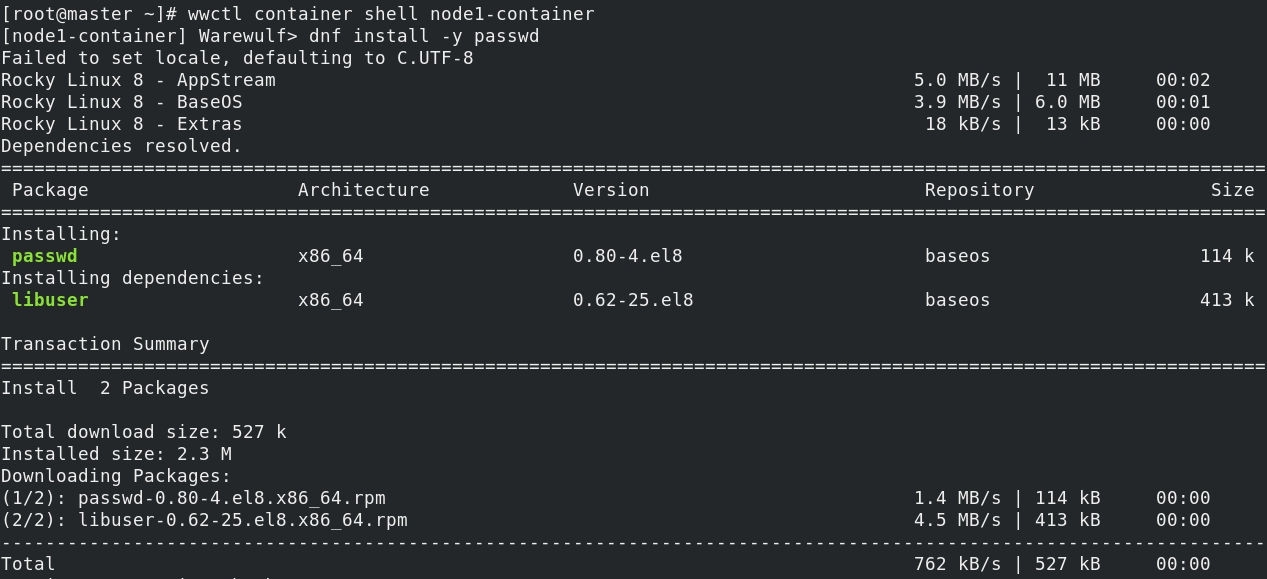 [root@master ~]# wwctl container shell node1-container
[node1-container] Warewulf> dnf install -y passwd
Failed to set locale, defaulting to C.UTF-8
Rocky Linux 8 - AppStream 5.0 MB/s | 11 MB 00:02
Rocky Linux 8 - BaseOS 3.9 MB/s | 6.0 MB 00:01
Rocky Linux 8 - Extras 18 kB/s | 13 kB 00:00
Dependencies resolved.
===================================================================================================================
Package Architecture Version Repository Size
===================================================================================================================
Installing:
passwd x86_64 0.80-4.el8 baseos 114 k
Installing dependencies:
libuser x86_64 0.62-25.el8 baseos 413 k
Transaction Summary
===================================================================================================================
Install 2 Packages
Total download size: 527 k
Installed size: 2.3 M
Downloading Packages:
(1/2): passwd-0.80-4.el8.x86_64.rpm 1.4 MB/s | 114 kB 00:00
(2/2): libuser-0.62-25.el8.x86_64.rpm 4.5 MB/s | 413 kB 00:00
-------------------------------------------------------------------------------------------------------------------
Total 762 kB/s | 527 kB 00:00